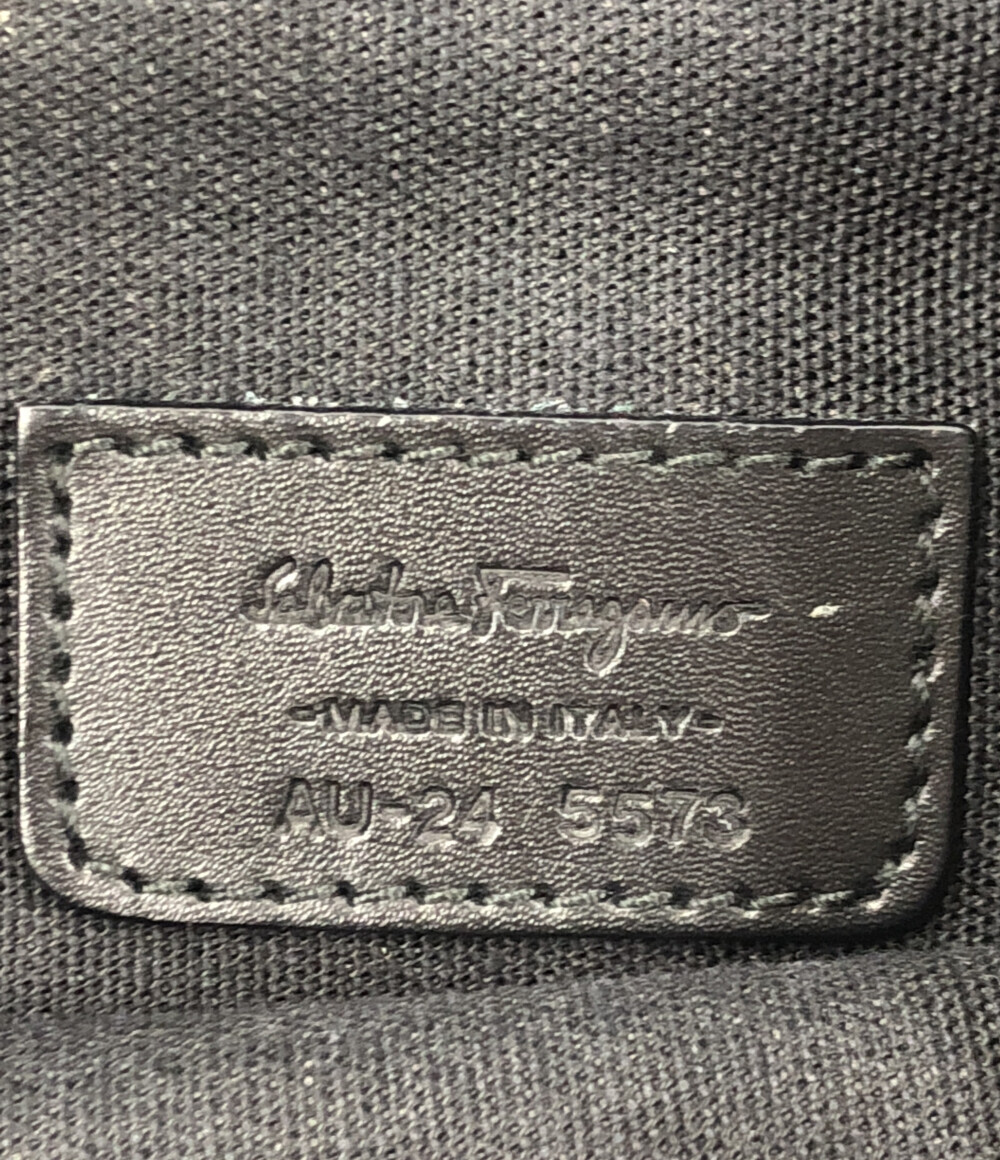 Salvatore Ferragamo
-MADE IN ITALY-
AU-24 5573